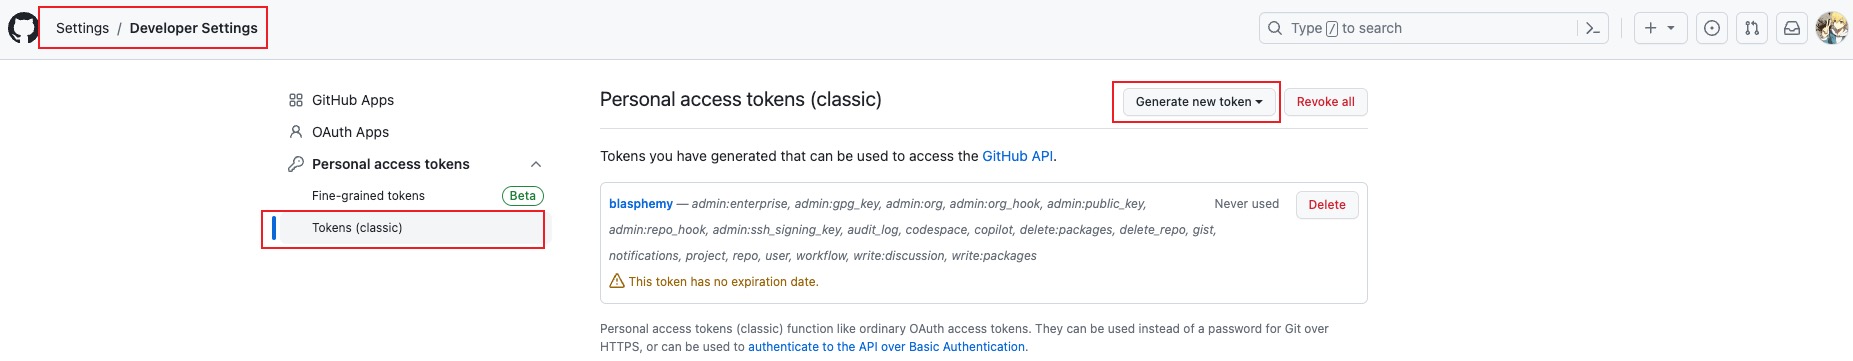 Settings / Developer Settings
Type / to search
GitHub Apps
OAuth Apps
Personal access tokens
Fine-grained tokens Beta
Tokens (classic)
Personal access tokens (classic)
Generate new token
Revoke all
Tokens you have generated that can be used to access the GitHub API.
blasphemy — admin:enterprise, admin:gpg_key, admin:org, admin:org_hook, admin:public_key,
Never used
Delete
admin:repo_hook, admin:ssh_signing_key, audit_log, codespace, copilot, delete:packages, delete_repo, gist,
notifications, project, repo, user, workflow, write:discussion, write:packages
This token has no expiration date.
Personal access tokens (classic) function like ordinary OAuth access tokens. They can be used instead of a password for Git over
HTTPS, or can be used to authenticate to the API over Basic Authentication.